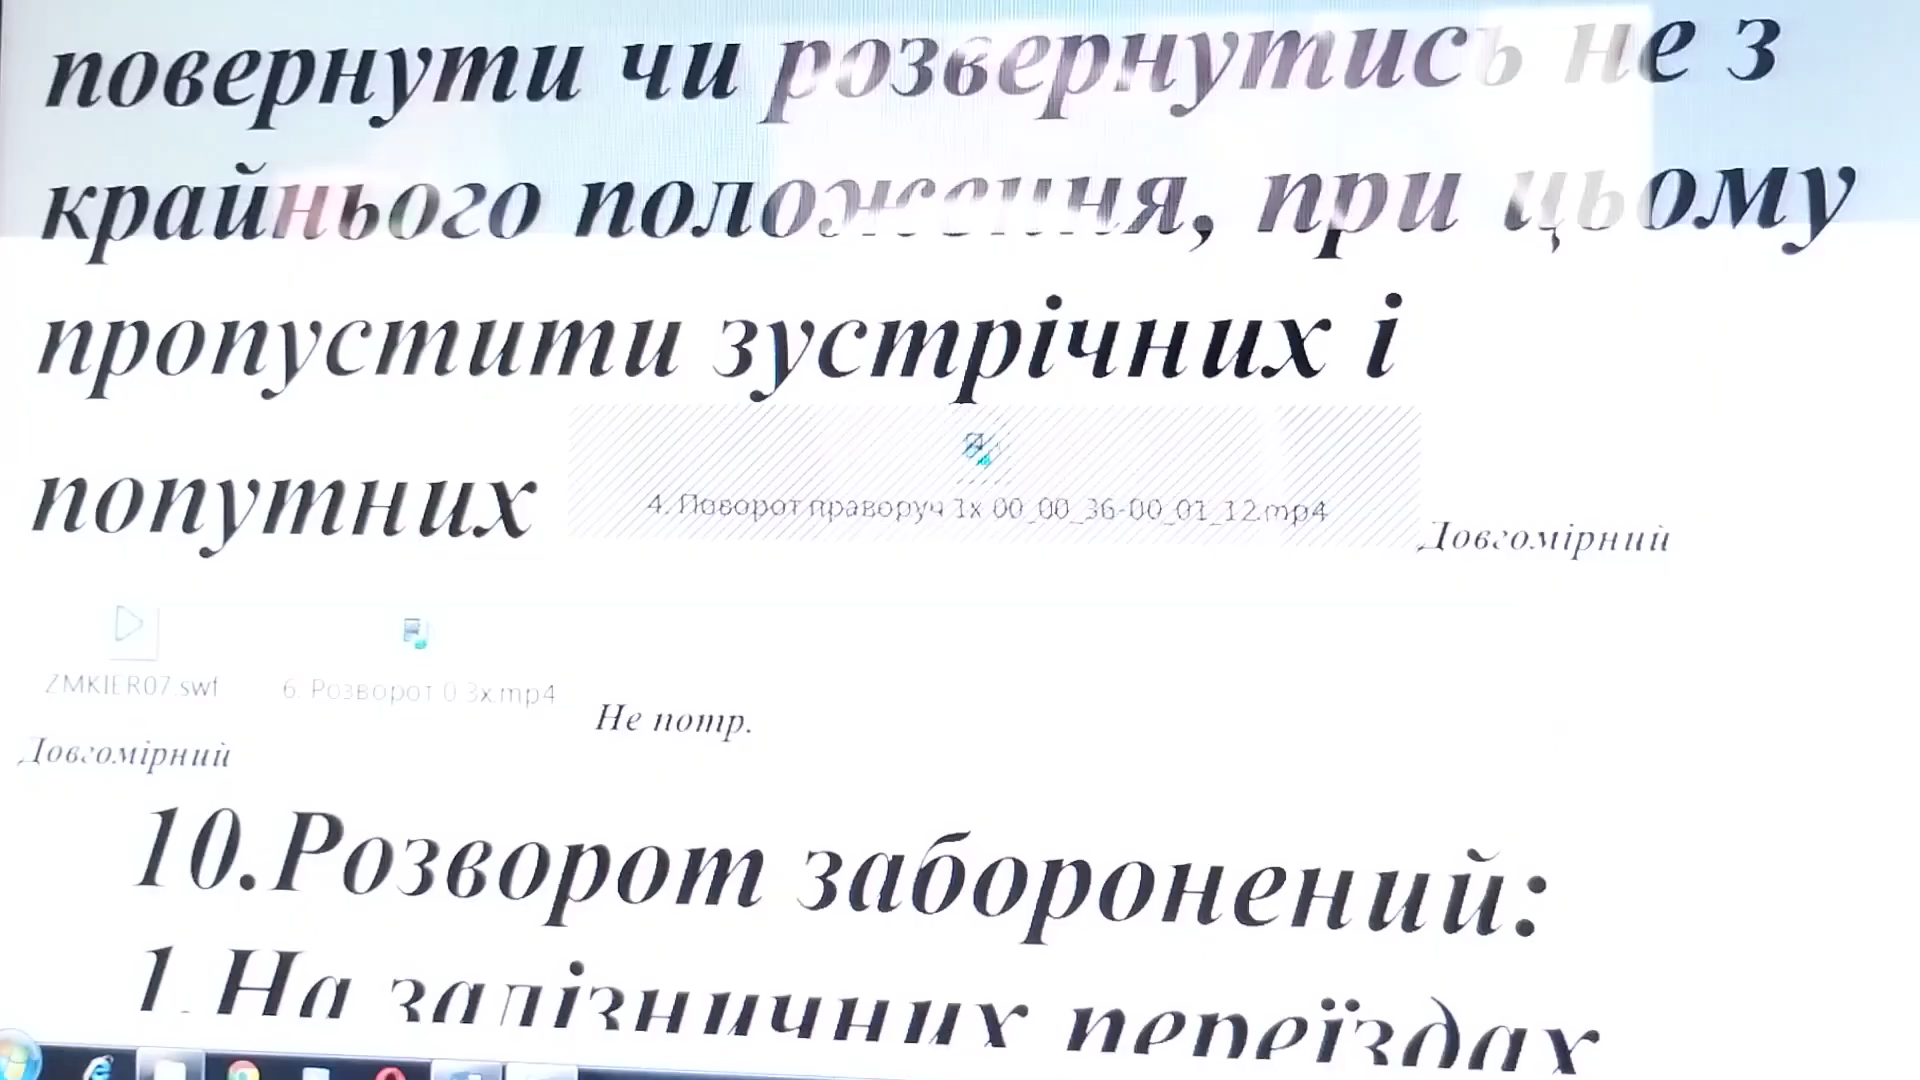 повернути чи розвернутись не з
крайнього положення, при цьому
пропустити зустрічних і
попутних
4. Поворот праворуч 1x 00_00_36-00_01_12.mp4
Довгомірний
ZMKIER07.swf
6. Розворот 0.3x.mp4
Не потр.
Довгомірний
10.Розворот заборонений:
1. На залізничних переїздах